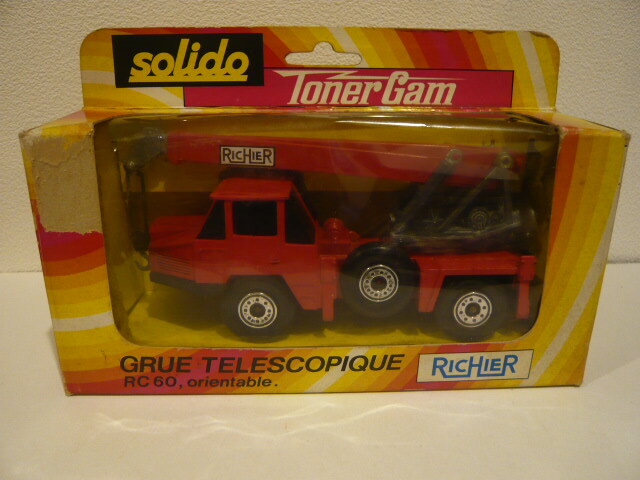 solido
TonerGam
RICHIER
GRUE TELESCOPIQUE
RC 60, orientable.
RICHIER